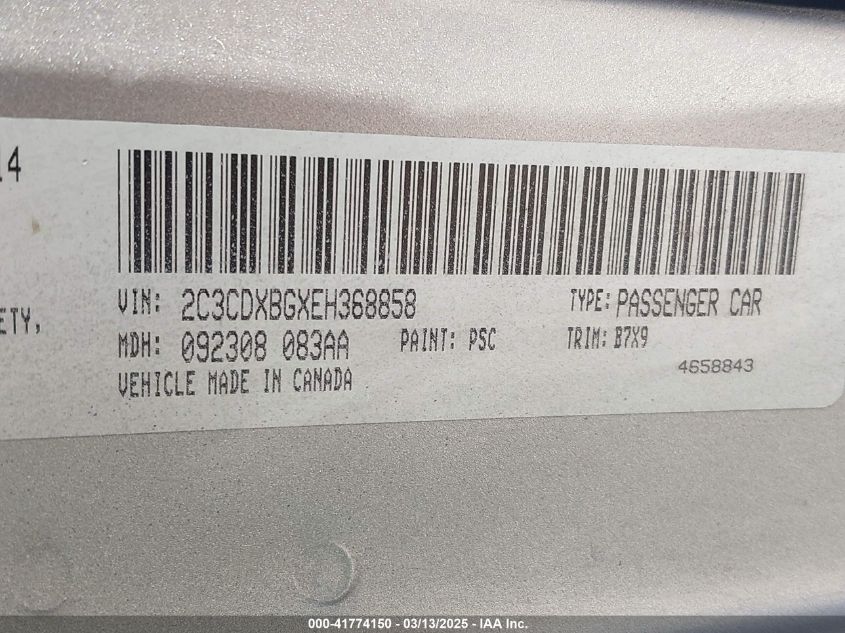 14
ETY,
VIN: 2C3CDXBGXEH368858 TYPE: PASSENGER CAR
MDH: 092308 083AA PAINT: PSC TRIM: B7X9
VEHICLE MADE IN CANADA 4658843
000-41774150 — 03/13/2025 — IAA Inc.